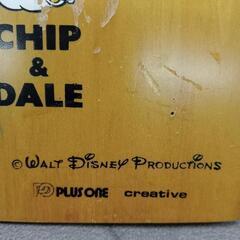 CHIP
&
DALE
© WALT DISNEY PRODUCTIONS
PLUS ONE creative